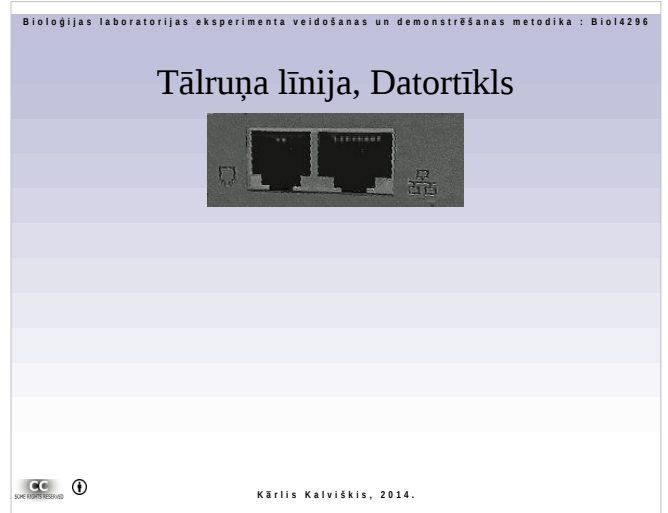 Bioloģijas laboratorijas eksperimenta veidošanas un demonstrēšanas metodika : Biol4296
Tālruņa līnija, Datortīkls
CC
SOME RIGHTS RESERVED
Kārlis Kalviškis, 2014.